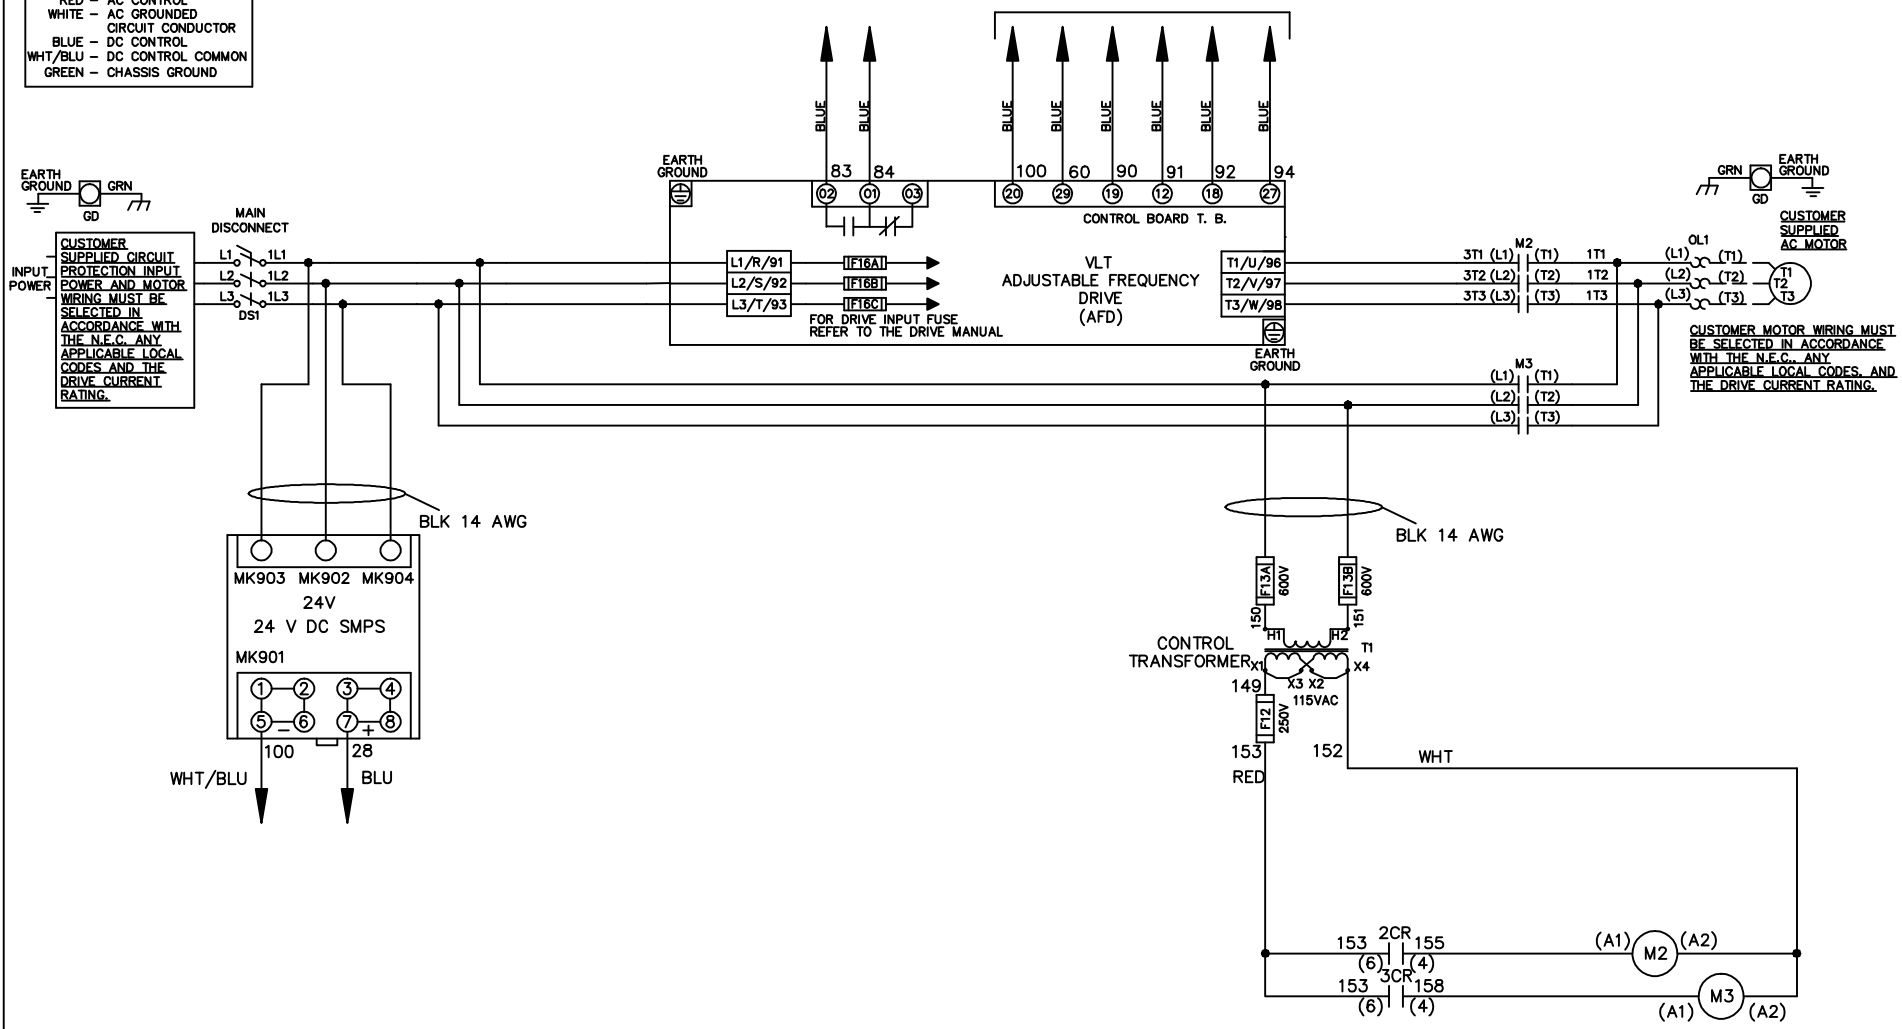 RED – AC CONTROL
WHITE – AC GROUNDED
CIRCUIT CONDUCTOR
BLUE – DC CONTROL
WHT/BLU – DC CONTROL COMMON
GREEN – CHASSIS GROUND
BLUE
BLUE
BLUE
BLUE
BLUE
BLUE
BLUE
BLUE
EARTH
GROUND
GRN
GD
MAIN
DISCONNECT
CUSTOMER
SUPPLIED CIRCUIT
PROTECTION INPUT
POWER AND MOTOR
WIRING MUST BE
SELECTED IN
ACCORDANCE WITH
THE N.E.C. ANY
APPLICABLE LOCAL
CODES AND THE
DRIVE CURRENT
RATING.
INPUT
POWER
L1 1L1
L2 1L2
L3 1L3
DS1
EARTH
GROUND
83 84
02 01 03
100 60 90 91 92 94
20 29 19 12 18 27
CONTROL BOARD T. B.
L1/R/91
L2/S/92
L3/T/93
F16A
F16B
F16C
FOR DRIVE INPUT FUSE
REFER TO THE DRIVE MANUAL
VLT
ADJUSTABLE FREQUENCY
DRIVE
(AFD)
T1/U/96
T2/V/97
T3/W/98
EARTH
GROUND
M2
3T1 (L1) (T1) 1T1
3T2 (L2) (T2) 1T2
3T3 (L3) (T3) 1T3
M3
(L1) (T1)
(L2) (T2)
(L3) (T3)
GRN
EARTH
GROUND
GD
CUSTOMER
SUPPLIED
AC MOTOR
OL1
(L1) (T1)
(L2) (T2)
(L3) (T3)
T1
T2
T3
CUSTOMER MOTOR WIRING MUST
BE SELECTED IN ACCORDANCE
WITH THE N.E.C., ANY
APPLICABLE LOCAL CODES, AND
THE DRIVE CURRENT RATING.
BLK 14 AWG
MK903 MK902 MK904
24V
24 V DC SMPS
MK901
1 2 3 4
5 6 7 8
– +
100 28
WHT/BLU BLU
BLK 14 AWG
F13A
600V
F13B
600V
150
151
H1 H2
T1
CONTROL
TRANSFORMER
X1 X4
X3 X2
115VAC
149
F12
250V
153
RED
152
WHT
2CR
153 155
(6) (4)
(A1) M2 (A2)
3CR
153 158
(6) (4)
(A1) M3 (A2)